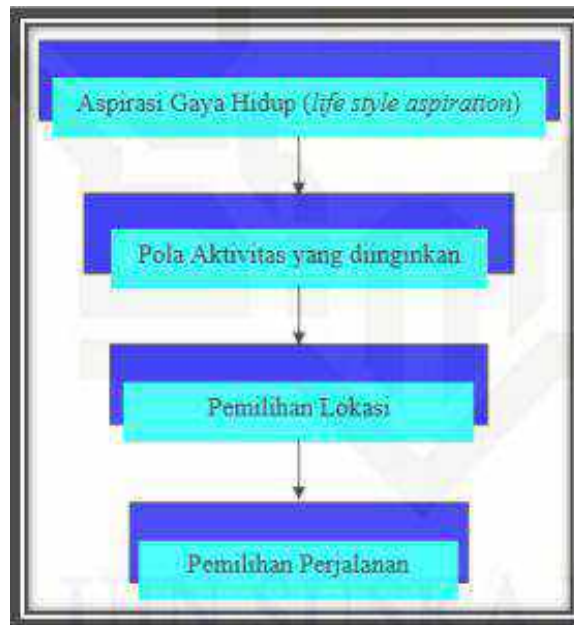 Aspirasi Gaya Hidup (life style aspiration)
Pola Aktivitas yang diinginkan
Pemilihan Lokasi
Pemilihan Perjalanan